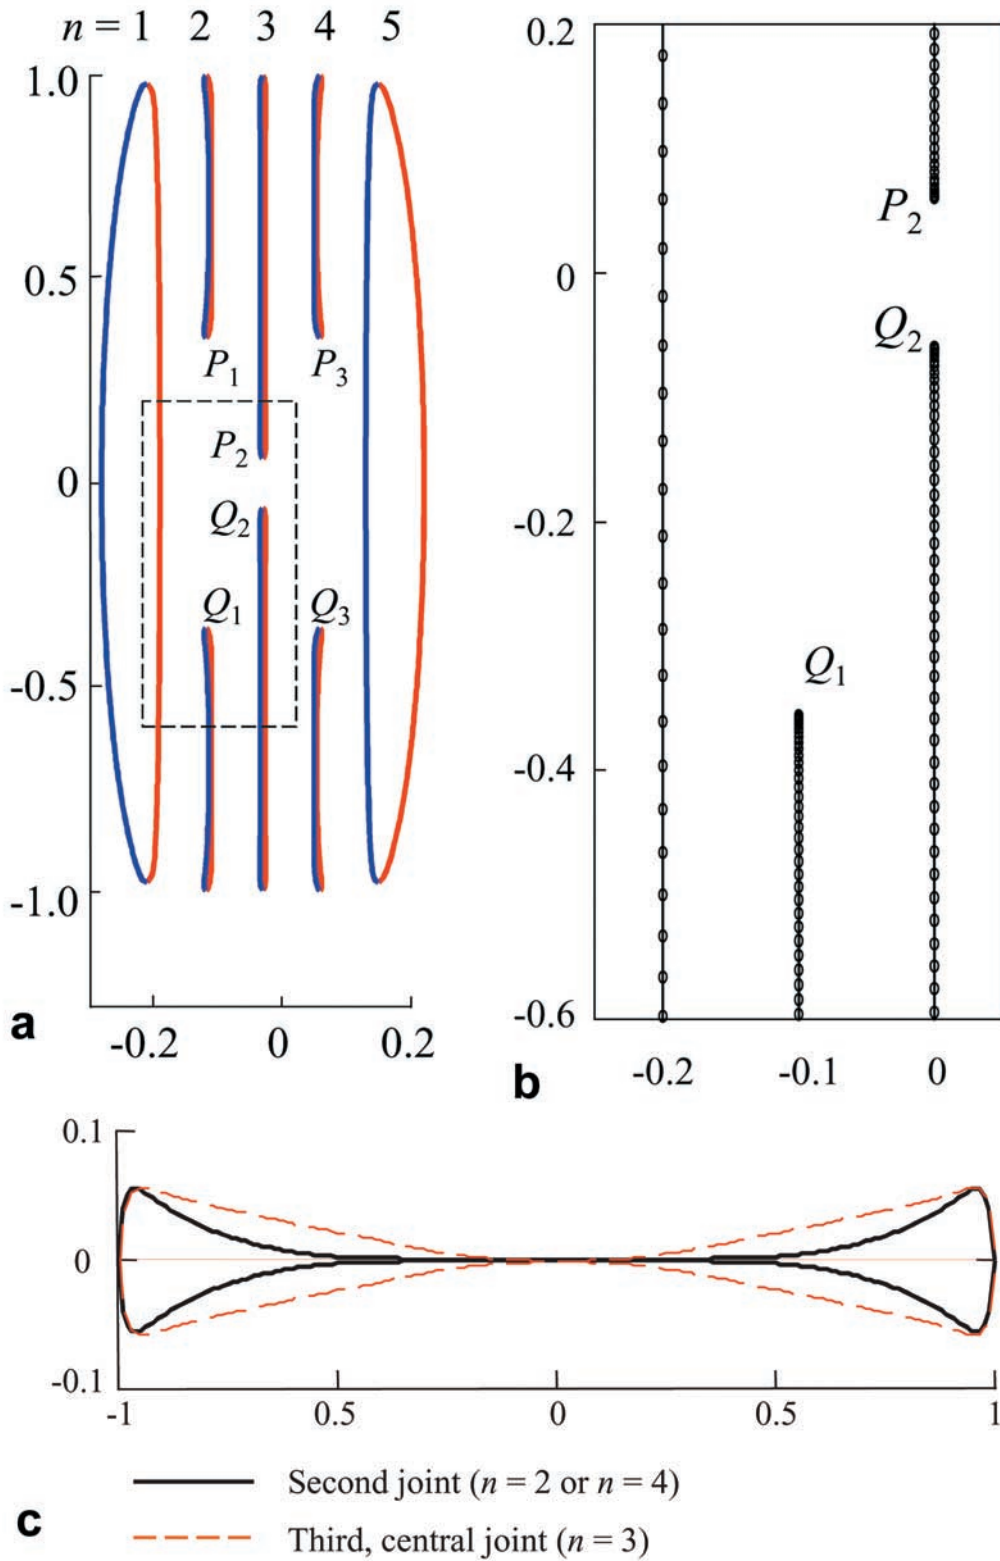 n = 1 2 3 4 5
1.0
0.5
0
-0.5
-1.0
P1 P3
P2
Q2
Q1 Q3
-0.2 0 0.2
a
0.2
0
-0.2
-0.4
-0.6
P2
Q2
Q1
-0.2 -0.1 0
b
0.1
0
-0.1
-1 0.5 0 0.5 1
Second joint (n = 2 or n = 4)
Third, central joint (n = 3)
c